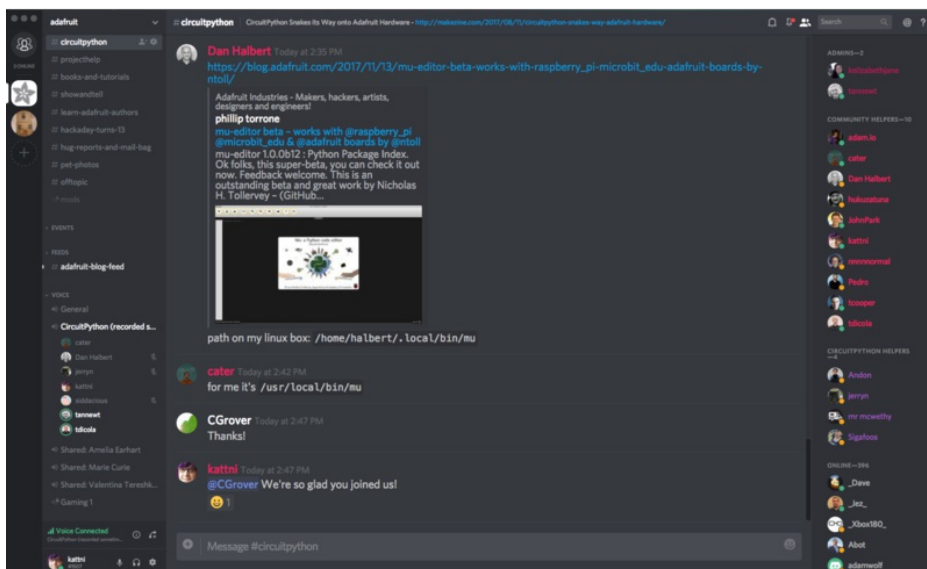 adafruit
# circuitpython
CircuitPython Snakes Its Way onto Adafruit Hardware - http://makezine.com/2017/08/11/circuitpython-snakes-way-adafruit-hardware/
Search
# circuitpython
# projecthelp
# books-and-tutorials
# showandtell
# learn-adafruit-authors
# hackaday-turns-13
# hug-reports-and-mail-bag
# pet-photos
# offtopic
mods
EVENTS
FEEDS
# adafruit-blog-feed
VOICE
General
CircuitPython (recorded s...
cater
Dan Halbert
jerryn
kattni
siddacious
tannewt
tdicola
Shared: Amelia Earhart
Shared: Marie Curie
Shared: Valentina Tereshk...
Gaming 1
Voice Connected
kattni
Dan Halbert Today at 2:35 PM
https://blog.adafruit.com/2017/11/13/mu-editor-beta-works-with-raspberry_pi-microbit_edu-adafruit-boards-by-
ntoll/
Adafruit Industries - Makers, hackers, artists,
designers and engineers!
phillip torrone
mu-editor beta – works with @raspberry_pi
@microbit_edu & @adafruit boards by @ntoll
mu-editor 1.0.0b12 : Python Package Index.
Ok folks, this super-beta, you can check it out
now. Feedback welcome. This is an
outstanding beta and great work by Nicholas
H. Tollervey – (GitHub...
path on my linux box: /home/halbert/.local/bin/mu
cater Today at 2:42 PM
for me it's /usr/local/bin/mu
CGrover Today at 2:47 PM
Thanks!
kattni Today at 2:47 PM
@CGrover We're so glad you joined us!
1
Message #circuitpython
ADMINS—2
tannewt
COMMUNITY HELPERS—10
adam.io
cater
Dan Halbert
hukuzatuna
JohnPark
kattni
nnnnnormal
Pedro
tcooper
tdicola
CIRCUITPYTHON HELPERS
—4
Andon
jerryn
mr mcwethy
Sigafoos
ONLINE—396
_Dave
_Jez_
_Xbox180_
Abot
adamwolf